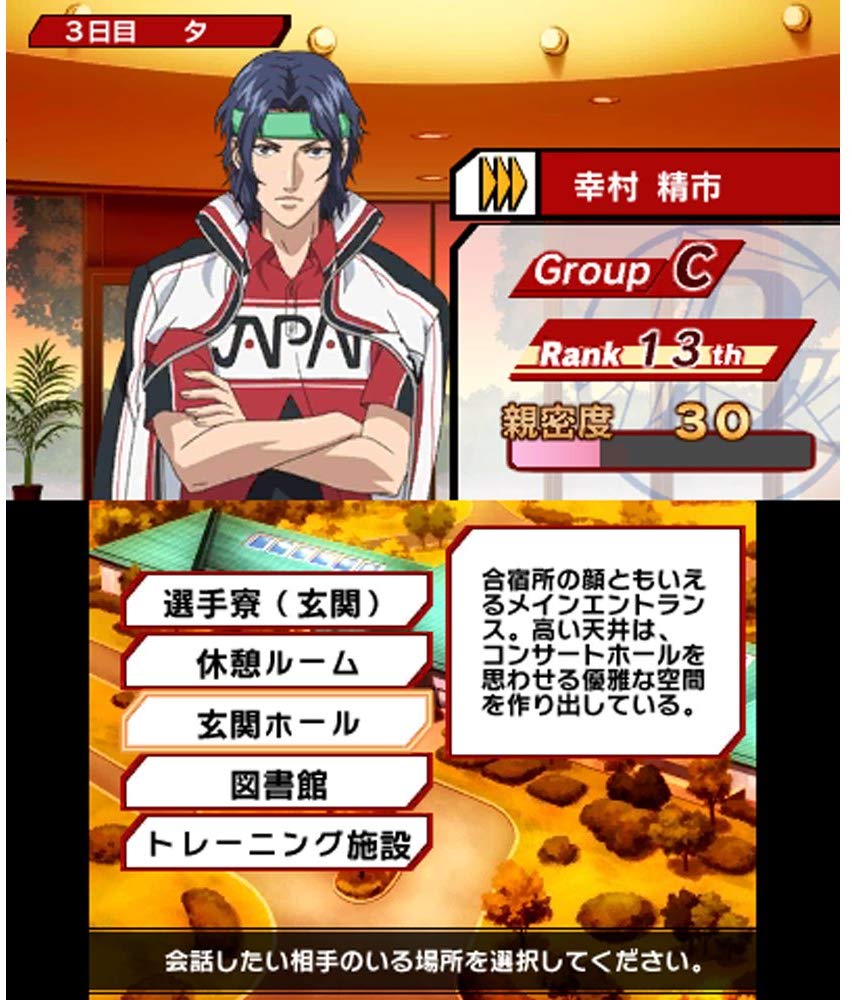 3日目 夕
幸村 精市
Group C
JAPAN
Rank 13th
親密度 30
選手寮(玄関)
休憩ルーム
玄関ホール
図書館
トレーニング施設
合宿所の顔ともいえ
るメインエントラン
ス。高い天井は、
コンサートホールを
思わせる優雅な空間
を作り出している。
会話したい相手のいる場所を選択してください。